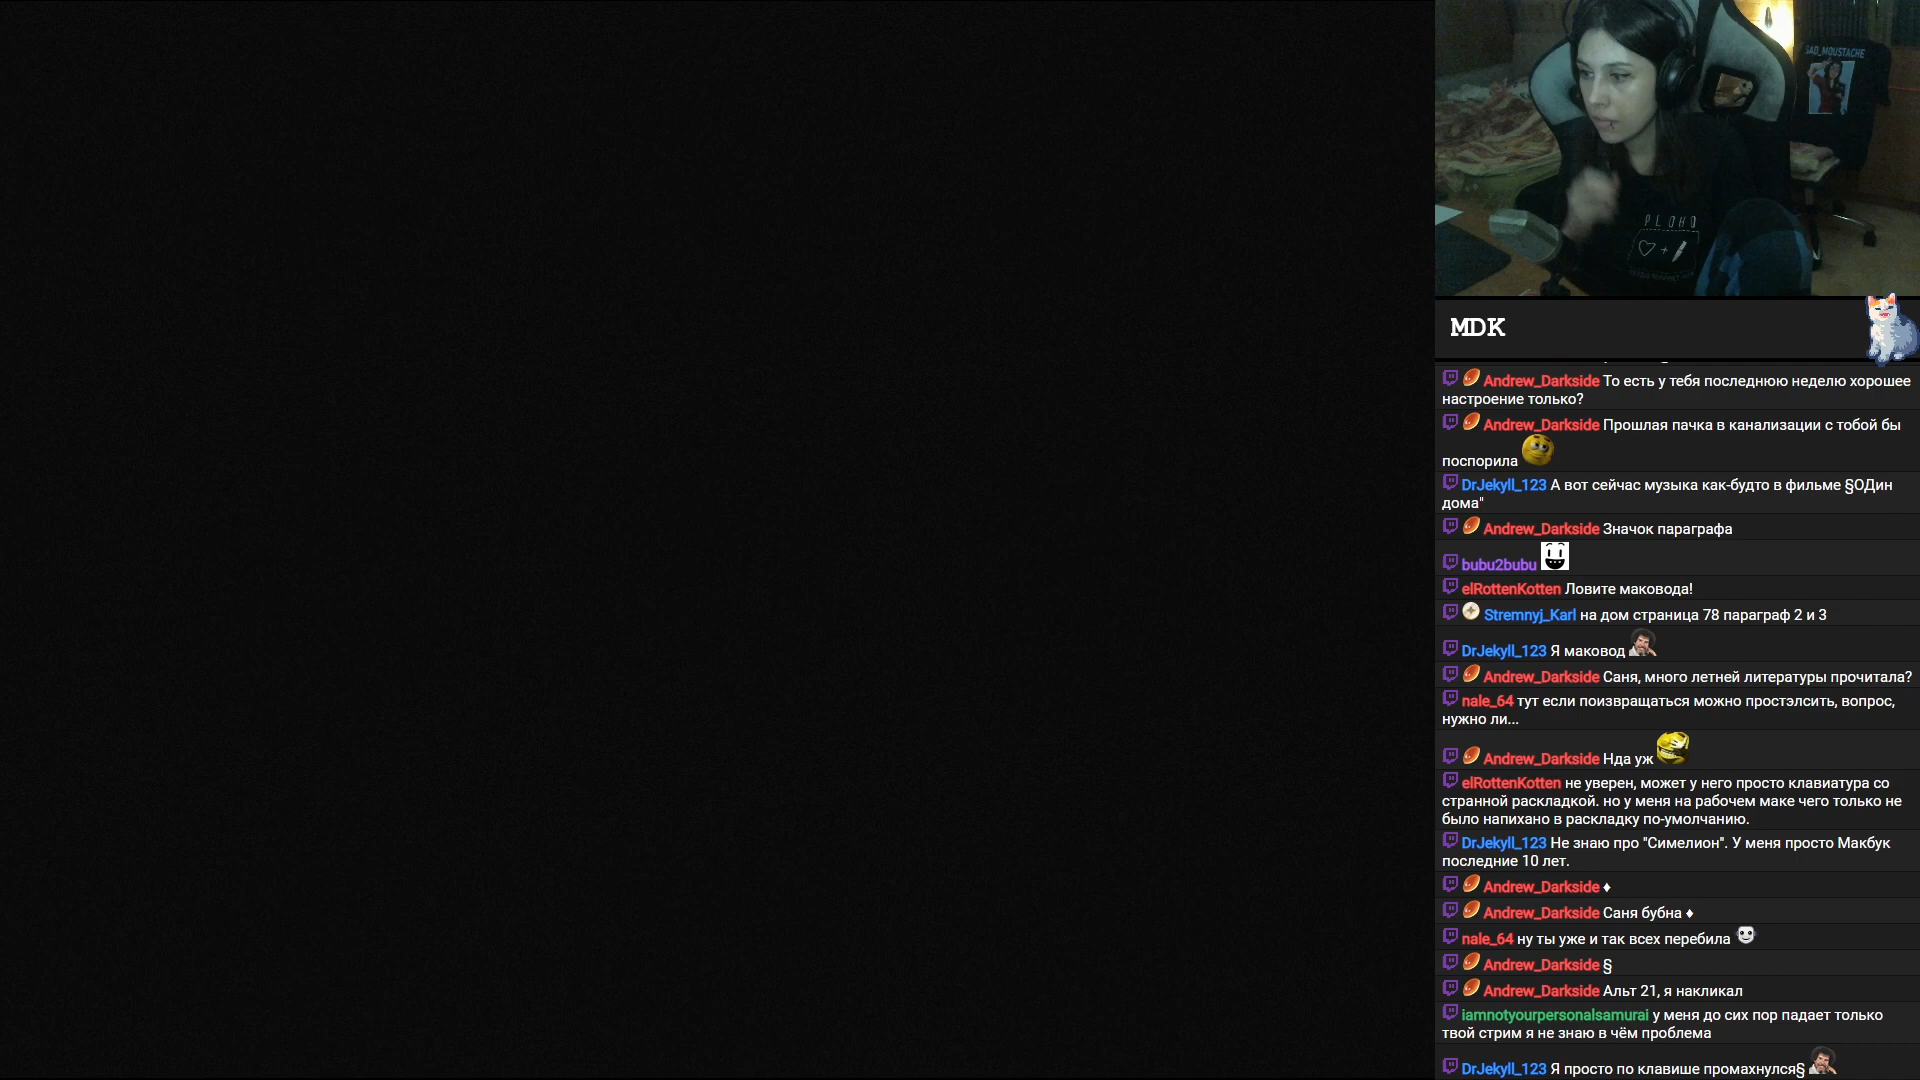 SAD_MOUSTACHE
PLOHO
MDK
Andrew_Darkside То есть у тебя последнюю неделю хорошее
настроение только?
Andrew_Darkside Прошлая пачка в канализации с тобой бы
поспорила
DrJekyll_123 А вот сейчас музыка как-будто в фильме §ОДин
дома"
Andrew_Darkside Значок параграфа
bubu2bubu
elRottenKotten Ловите маковода!
Stremnyj_Karl на дом страница 78 параграф 2 и 3
DrJekyll_123 Я маковод
Andrew_Darkside Саня, много летней литературы прочитала?
nale_64 тут если поизвращаться можно простэлсить, вопрос,
нужно ли...
Andrew_Darkside Нда уж
elRottenKotten не уверен, может у него просто клавиатура со
странной раскладкой. но у меня на рабочем маке чего только не
было напихано в раскладку по-умолчанию.
DrJekyll_123 Не знаю про "Симелион". У меня просто Макбук
последние 10 лет.
Andrew_Darkside ♦
Andrew_Darkside Саня бубна ♦
nale_64 ну ты уже и так всех перебила
Andrew_Darkside §
Andrew_Darkside Альт 21, я накликал
iamnotyourpersonalsamurai у меня до сих пор падает только
твой стрим я не знаю в чём проблема
DrJekyll_123 Я просто по клавише промахнулся§